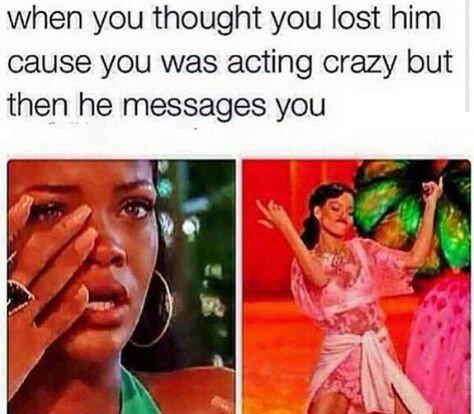 when you thought you lost him
cause you was acting crazy but
then he messages you